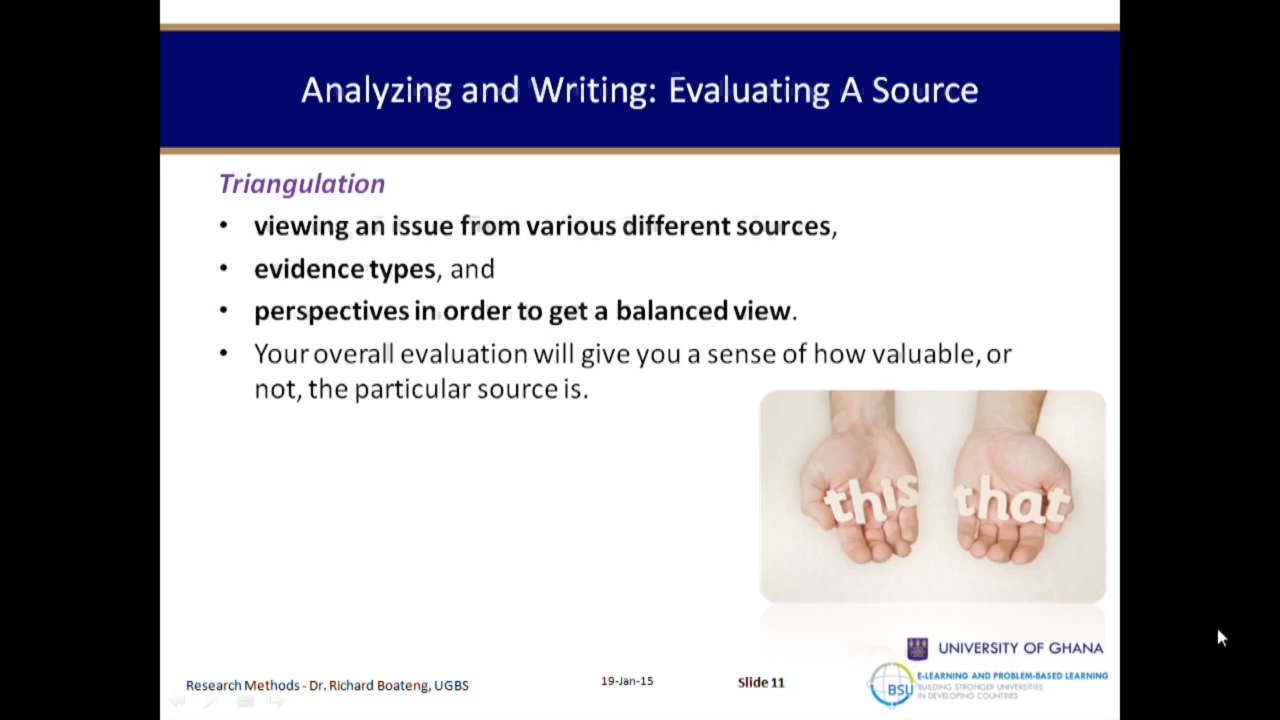 Analyzing and Writing: Evaluating A Source
Triangulation
• viewing an issue from various different sources,
• evidence types, and
• perspectives in order to get a balanced view.
• Your overall evaluation will give you a sense of how valuable, or
not, the particular source is.
this that
UNIVERSITY OF GHANA
Research Methods - Dr. Richard Boateng, UGBS
19-Jan-15
Slide 11
BSU
E-LEARNING AND PROBLEM-BASED LEARNING
BUILDING STRONGER UNIVERSITIES
IN DEVELOPING COUNTRIES